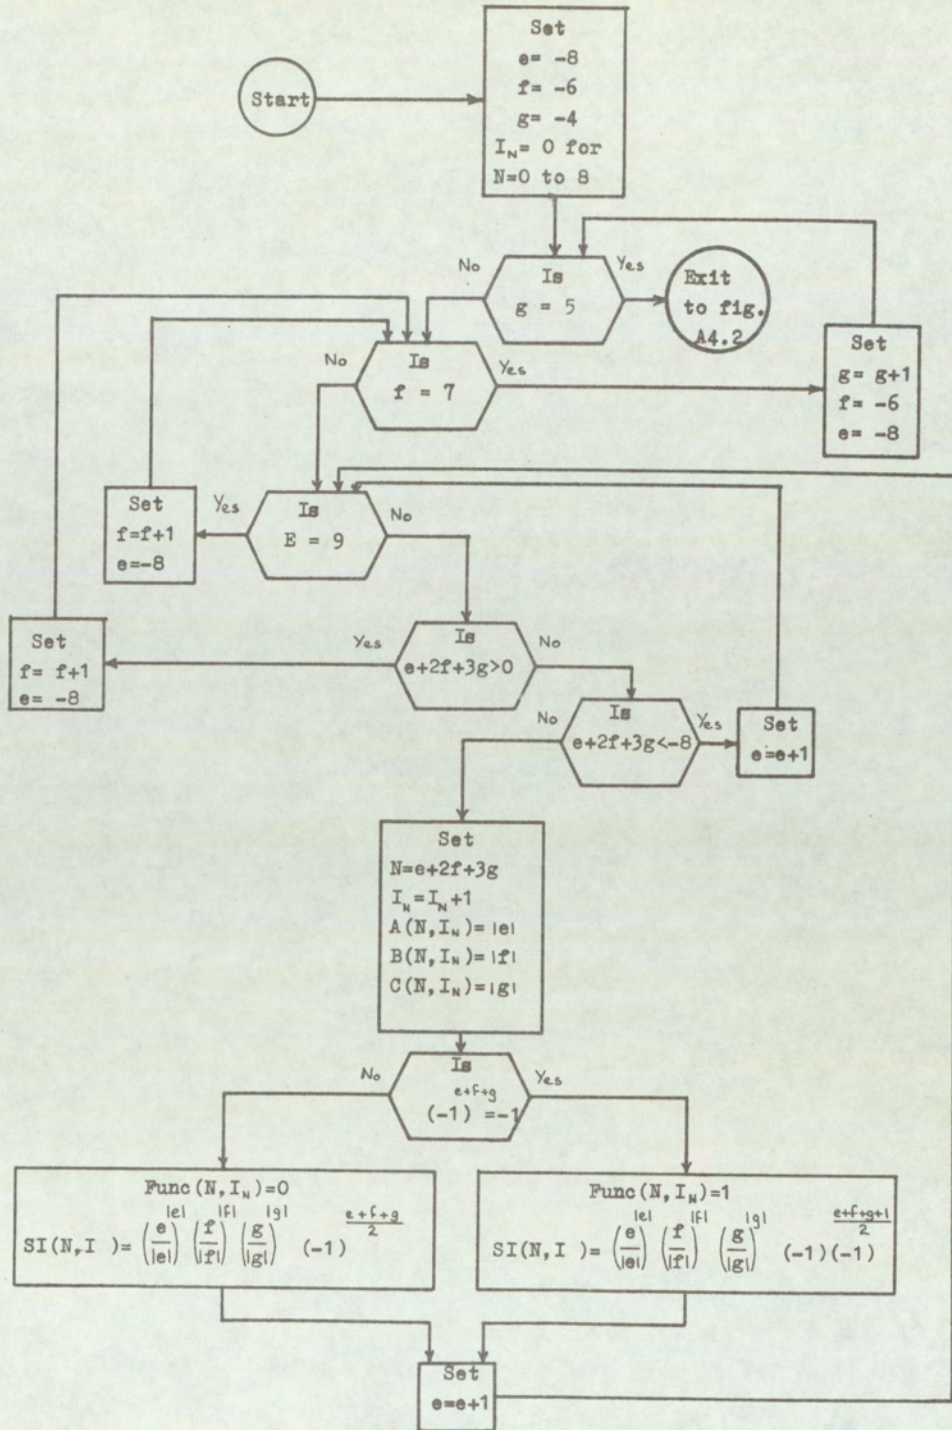 Start
Set
e= -8
f= -6
g= -4
I_N= 0 for
N=0 to 8
No
Is
g = 5
Yes
Exit
to fig.
A4.2
No
Is
f = 7
Yes
Set
g= g+1
f= -6
e= -8
Set
f=f+1
e=-8
Yes
Is
E = 9
No
Set
f= f+1
e= -8
Yes
Is
e+2f+3g>0
No
No
Is
e+2f+3g<-8
Yes
Set
e=e+1
Set
N=e+2f+3g
I_N=I_N+1
A(N,I_N)=|e|
B(N,I_N)=|f|
C(N,I_N)=|g|
No
Is
(-1)^{e+f+g}=-1
Yes
Func(N,I_N)=0
SI(N,I )= (e/|e|)^{|e|} (f/|f|)^{|f|} (g/|g|)^{|g|} (-1)^{(e+f+g)/2}
Func(N,I_N)=1
SI(N,I )= (e/|e|)^{|e|} (f/|f|)^{|f|} (g/|g|)^{|g|} (-1)(-1)^{(e+f+g+1)/2}
Set
e=e+1